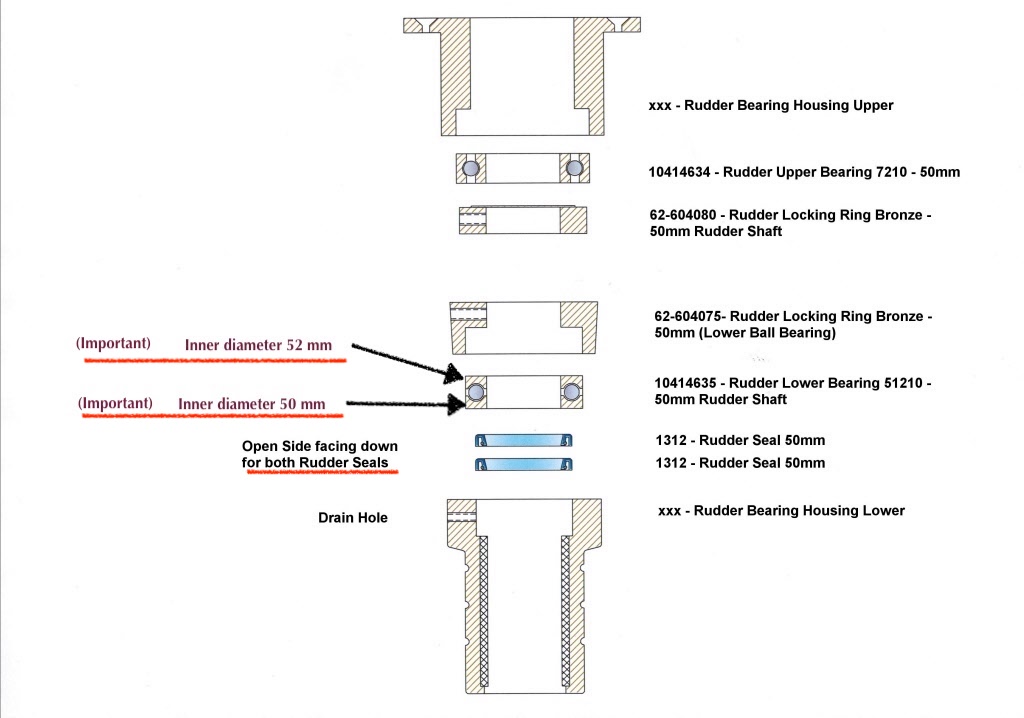 xxx - Rudder Bearing Housing Upper
10414634 - Rudder Upper Bearing 7210 - 50mm
62-604080 - Rudder Locking Ring Bronze -
50mm Rudder Shaft
62-604075- Rudder Locking Ring Bronze -
50mm (Lower Ball Bearing)
(Important) Inner diameter 52 mm
10414635 - Rudder Lower Bearing 51210 -
50mm Rudder Shaft
(Important) Inner diameter 50 mm
Open Side facing down
for both Rudder Seals
1312 - Rudder Seal 50mm
1312 - Rudder Seal 50mm
Drain Hole
xxx - Rudder Bearing Housing Lower